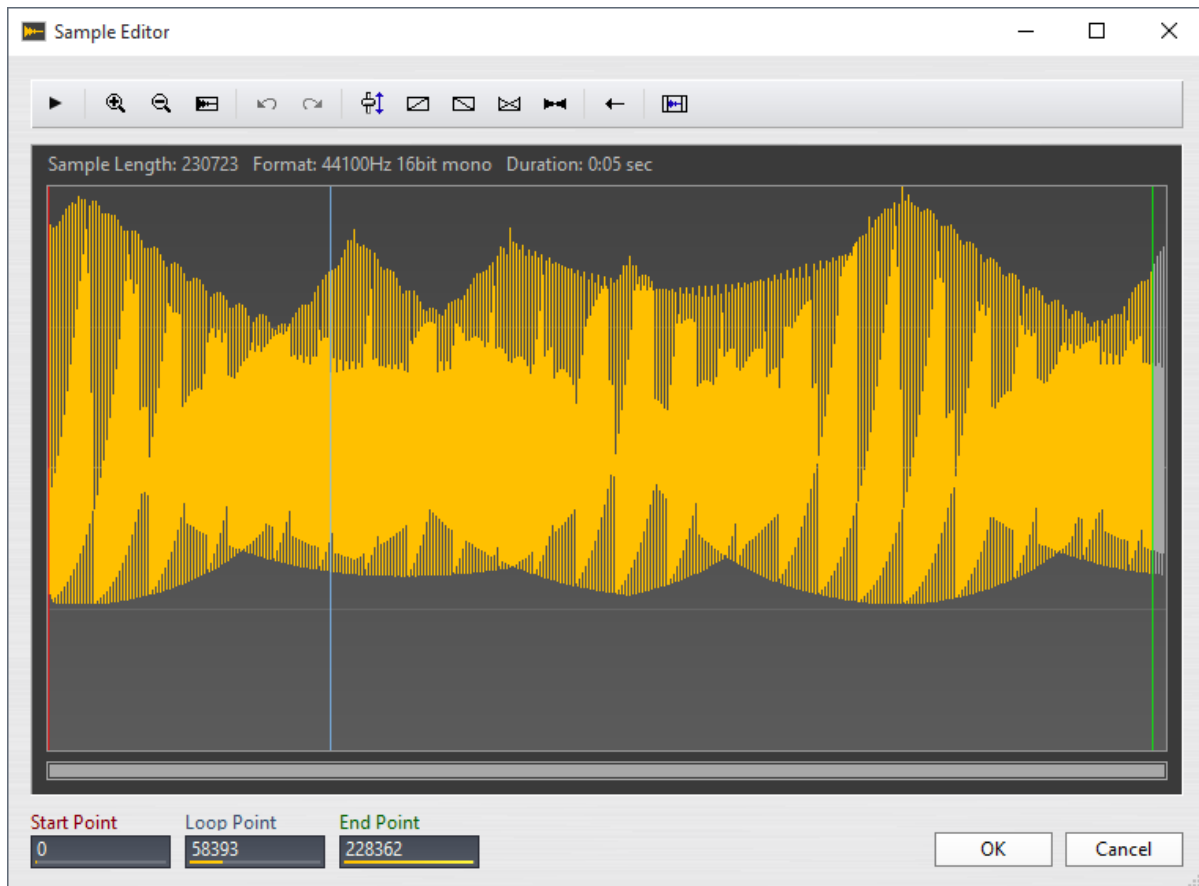 Sample Editor
Sample Length: 230723 Format: 44100Hz 16bit mono Duration: 0:05 sec
Start Point Loop Point End Point
0 58393 228362 OK Cancel